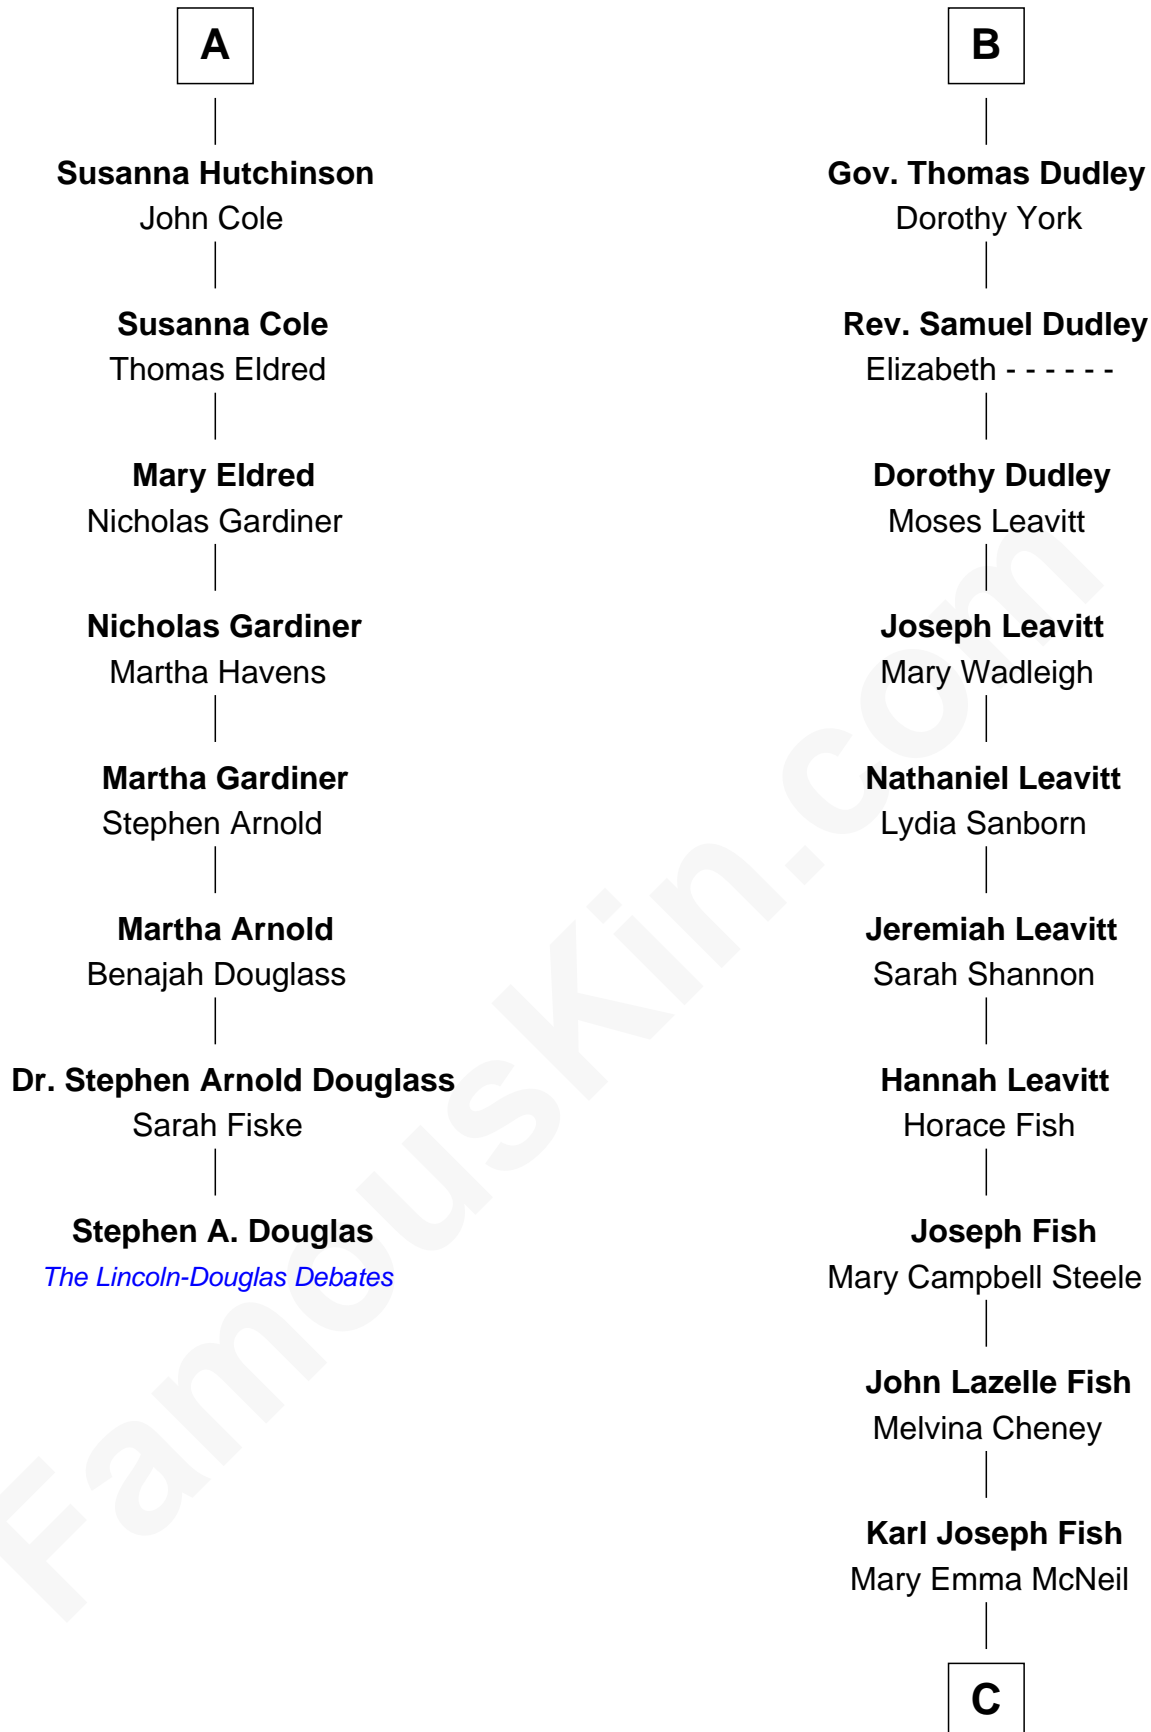 A
Susanna Hutchinson
John Cole
Susanna Cole
Thomas Eldred
Mary Eldred
Nicholas Gardiner
Nicholas Gardiner
Martha Havens
Martha Gardiner
Stephen Arnold
Martha Arnold
Benajah Douglass
Dr. Stephen Arnold Douglass
Sarah Fiske
Stephen A. Douglas
The Lincoln-Douglas Debates
B
Gov. Thomas Dudley
Dorothy York
Rev. Samuel Dudley
Elizabeth - - - - - -
Dorothy Dudley
Moses Leavitt
Joseph Leavitt
Mary Wadleigh
Nathaniel Leavitt
Lydia Sanborn
Jeremiah Leavitt
Sarah Shannon
Hannah Leavitt
Horace Fish
Joseph Fish
Mary Campbell Steele
John Lazelle Fish
Melvina Cheney
Karl Joseph Fish
Mary Emma McNeil
C
FamousKin.com